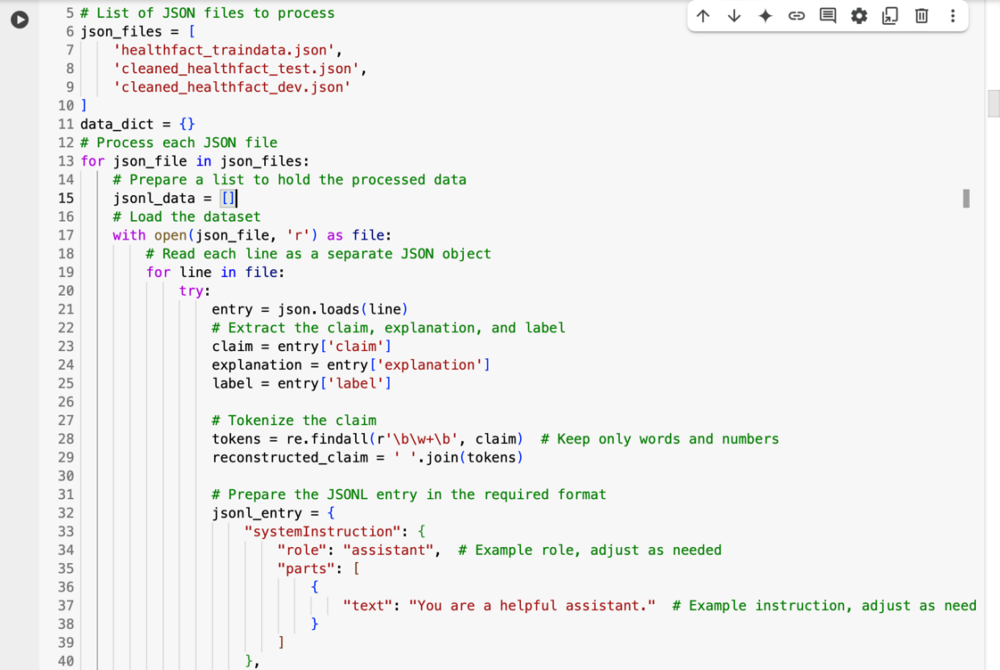 5 # List of JSON files to process
6 json_files = [
7     'healthfact_traindata.json',
8     'cleaned_healthfact_test.json',
9     'cleaned_healthfact_dev.json'
10 ]
11 data_dict = {}
12 # Process each JSON file
13 for json_file in json_files:
14     # Prepare a list to hold the processed data
15     jsonl_data = []
16     # Load the dataset
17     with open(json_file, 'r') as file:
18         # Read each line as a separate JSON object
19         for line in file:
20             try:
21                 entry = json.loads(line)
22                 # Extract the claim, explanation, and label
23                 claim = entry['claim']
24                 explanation = entry['explanation']
25                 label = entry['label']
26
27                 # Tokenize the claim
28                 tokens = re.findall(r'\b\w+\b', claim)  # Keep only words and numbers
29                 reconstructed_claim = ' '.join(tokens)
30
31                 # Prepare the JSONL entry in the required format
32                 jsonl_entry = {
33                     "systemInstruction": {
34                         "role": "assistant",  # Example role, adjust as needed
35                         "parts": [
36                             {
37                                 "text": "You are a helpful assistant."  # Example instruction, adjust as need
38                             }
39                         ]
40                     },